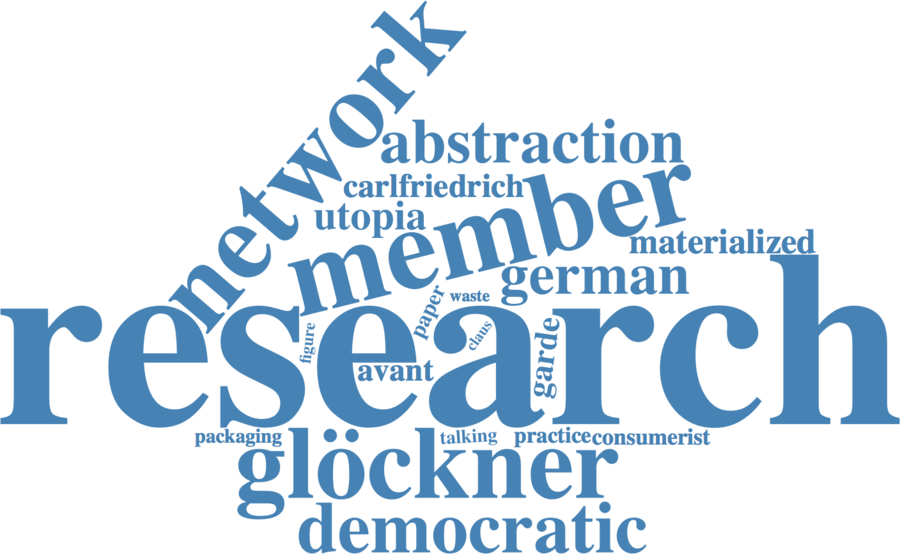 network
abstraction
carlfriedrich
member
utopia
materialized
german
research
paper
waste
claus
figure
garde
avant
packaging
talking
practice
consumerist
glöckner
democratic